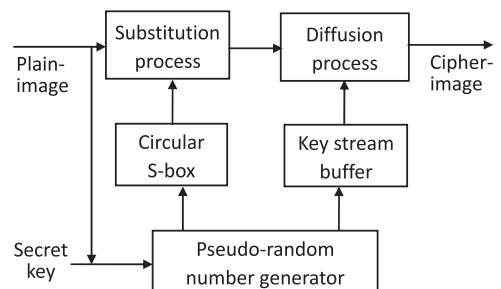 Substitution
process
Diffusion
process
Plain-
image
Cipher-
image
Circular
S-box
Key stream
buffer
Secret
key
Pseudo-random
number generator